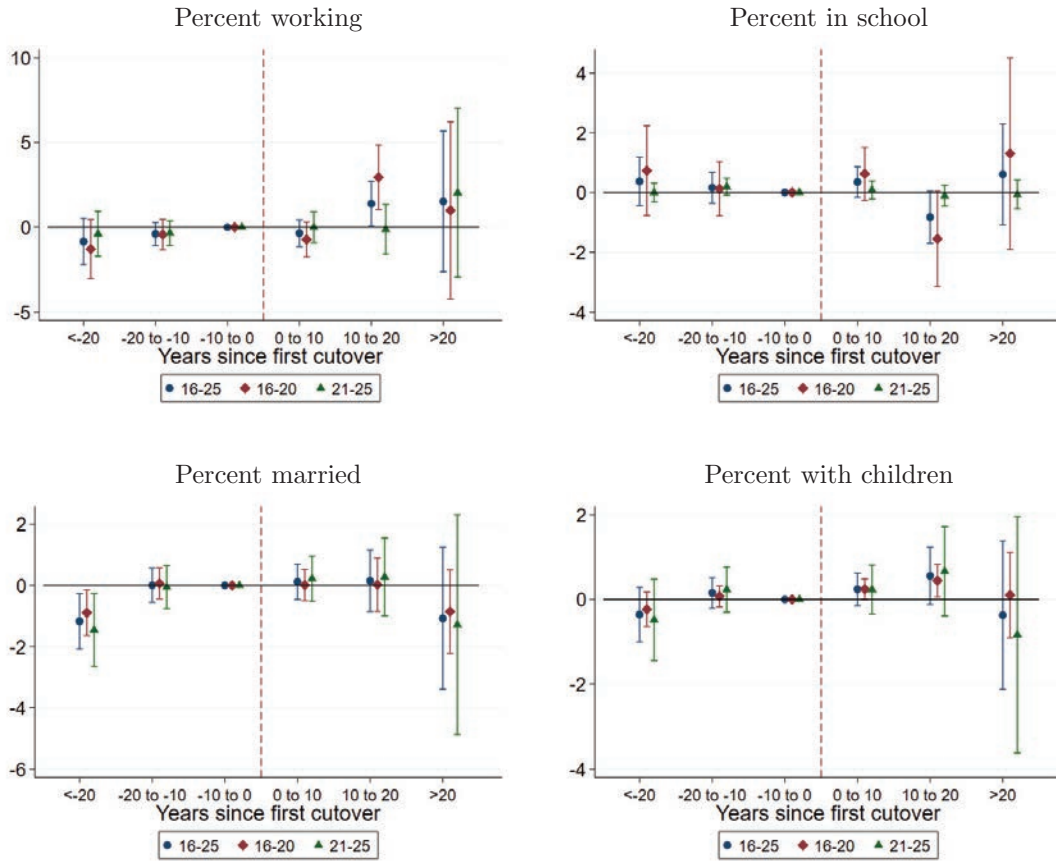 Percent working
10
5
0
-5
<-20
-20 to -10
-10 to 0
0 to 10
10 to 20
>20
Years since first cutover
16-25
16-20
21-25
Percent in school
4
2
0
-2
-4
<-20
-20 to -10
-10 to 0
0 to 10
10 to 20
>20
Years since first cutover
16-25
16-20
21-25
Percent married
2
0
-2
-4
-6
<-20
-20 to -10
-10 to 0
0 to 10
10 to 20
>20
Years since first cutover
16-25
16-20
21-25
Percent with children
2
0
-2
-4
<-20
-20 to -10
-10 to 0
0 to 10
10 to 20
>20
Years since first cutover
16-25
16-20
21-25